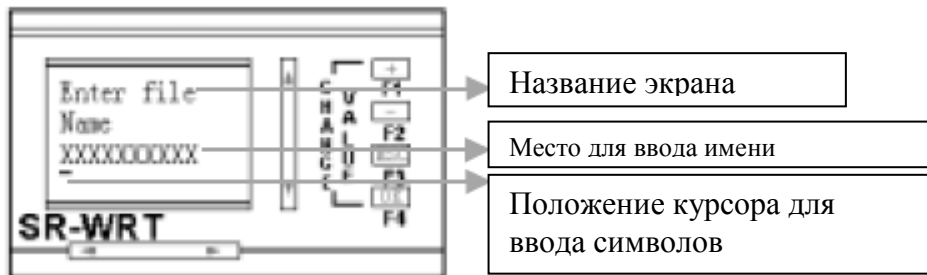 Enter file
Name
XXXXXXXXXX
SR-WRT
CHANGE
VALUE
+
F1
-
F2
F3
OK
F4
Название экрана
Место для ввода имени
Положение курсора для
ввода символов